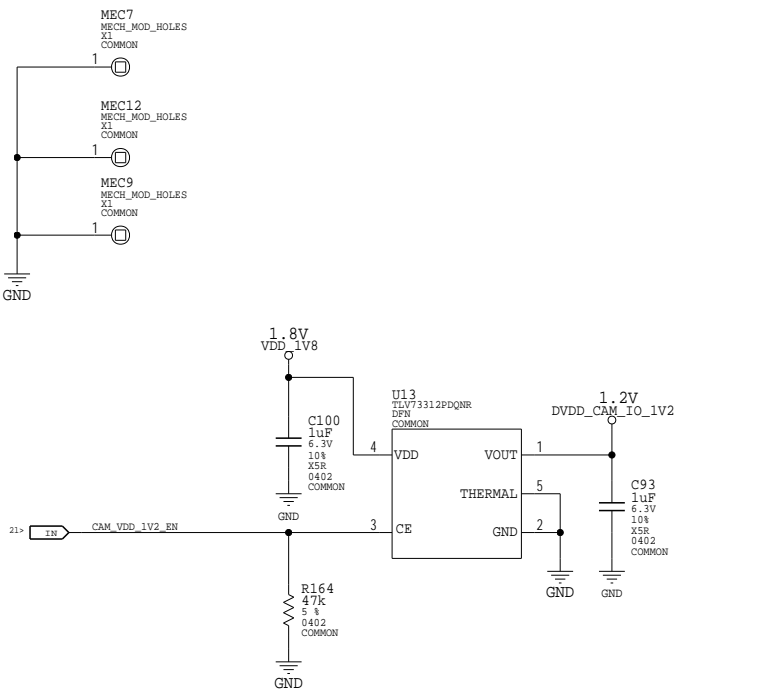 MEC7
MECH_MOD_HOLES
X1
COMMON
1
MEC12
MECH_MOD_HOLES
X1
COMMON
1
MEC9
MECH_MOD_HOLES
X1
COMMON
1
GND
1.8V
VDD_1V8
C100
1uF
6.3V
10%
X5R
0402
COMMON
GND
U13
TLV73312PDQNR
DFN
COMMON
4 VDD
VOUT 1
THERMAL 5
3 CE
GND 2
GND
1.2V
DVDD_CAM_IO_1V2
C93
1uF
6.3V
10%
X5R
0402
COMMON
GND
21> IN CAM_VDD_1V2_EN
R164
47k
5 %
0402
COMMON
GND